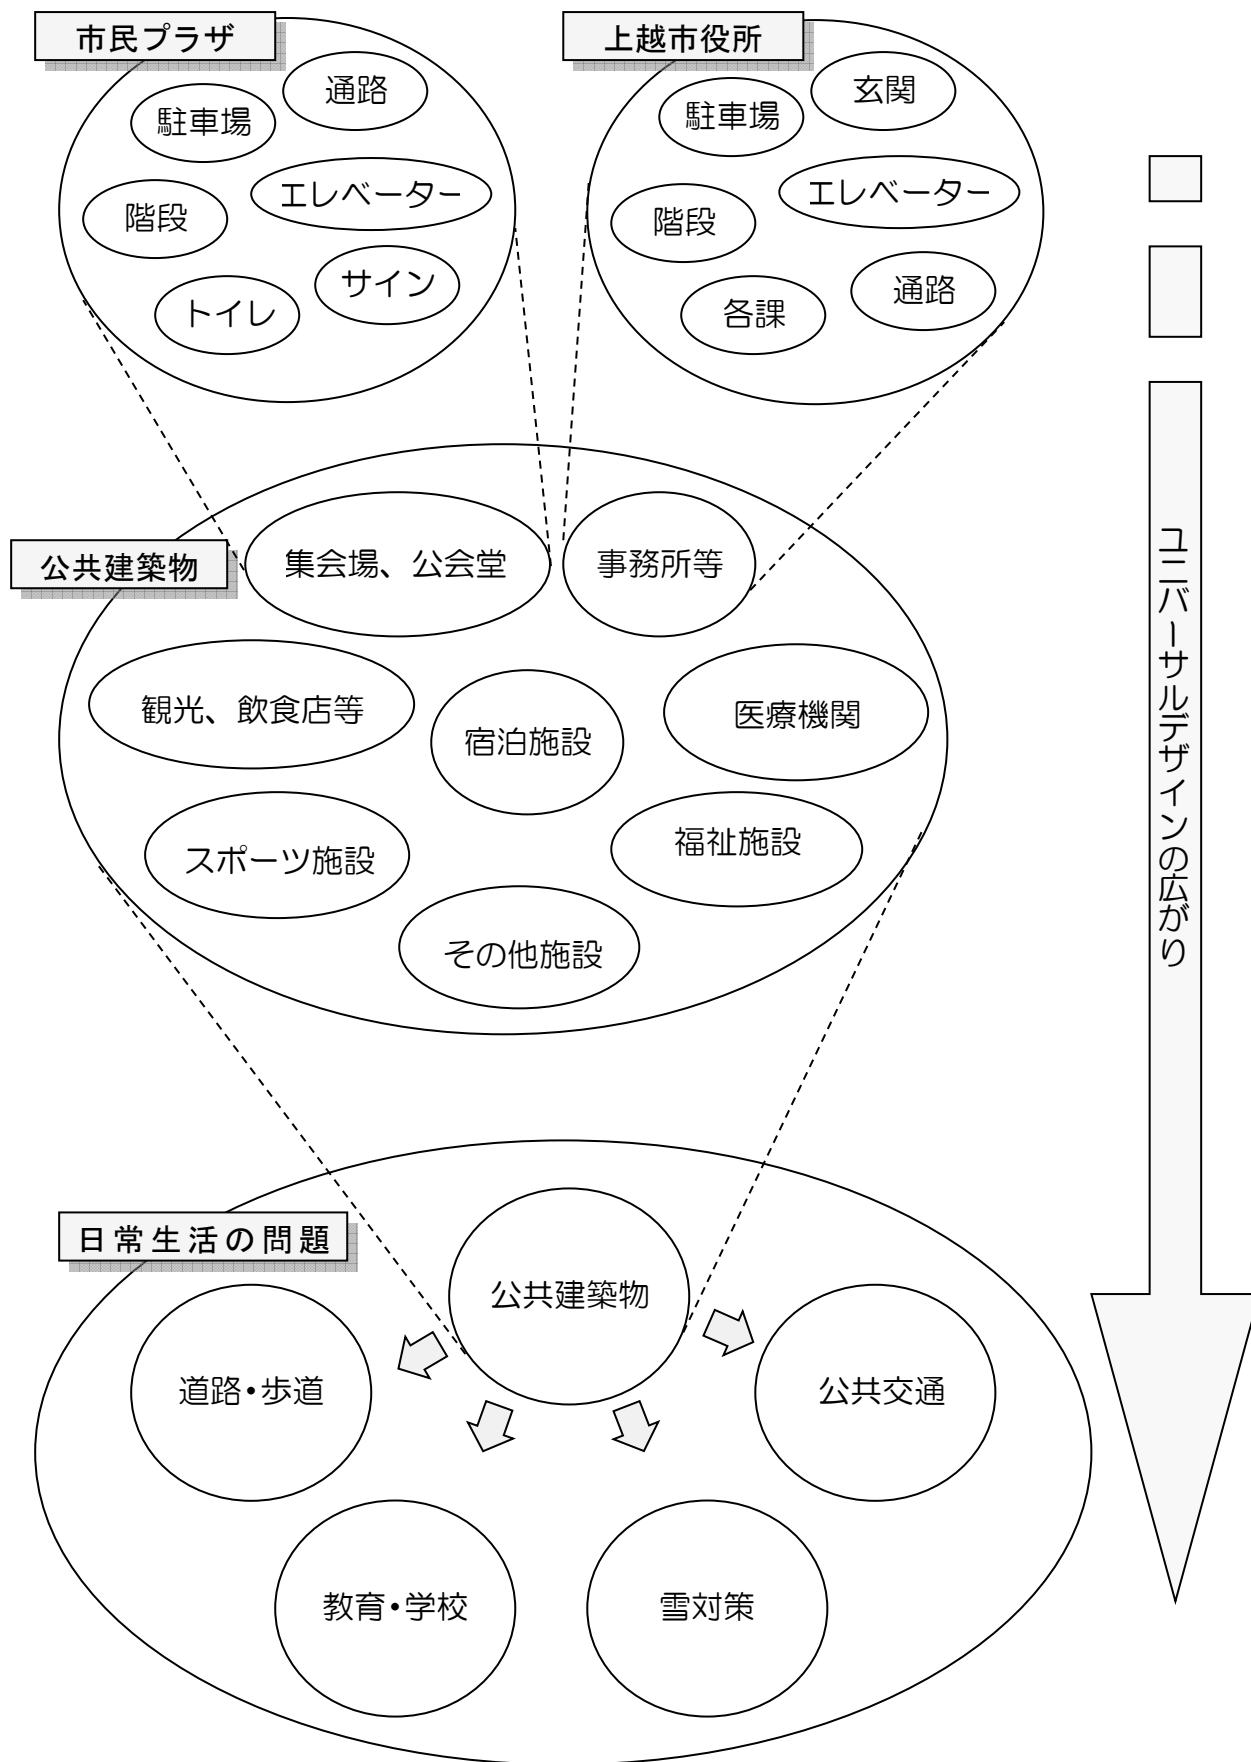 市民プラザ
通路
駐車場
エレベーター
階段
サイン
トイレ
上越市役所
玄関
駐車場
エレベーター
階段
通路
各課
公共建築物
集会場、公会堂
事務所等
観光、飲食店等
宿泊施設
医療機関
スポーツ施設
福祉施設
その他施設
日常生活の問題
公共建築物
道路・歩道
公共交通
教育・学校
雪対策
ユニバーサルデザインの広がり